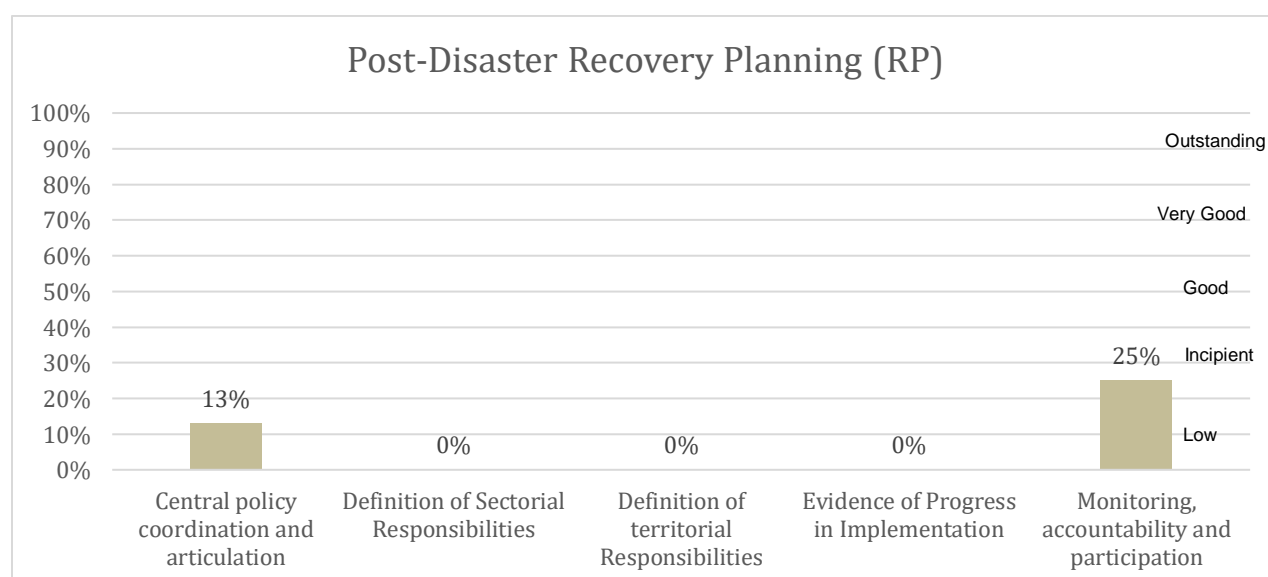 Post-Disaster Recovery Planning (RP)
100%
90%
80%
70%
60%
50%
40%
30%
20%
10%
0%
Outstanding
Very Good
Good
Incipient
Low
13%
0%
0%
0%
25%
Central policy
coordination and
articulation
Definition of Sectorial
Responsibilities
Definition of
territorial
Responsibilities
Evidence of Progress
in Implementation
Monitoring,
accountability and
participation